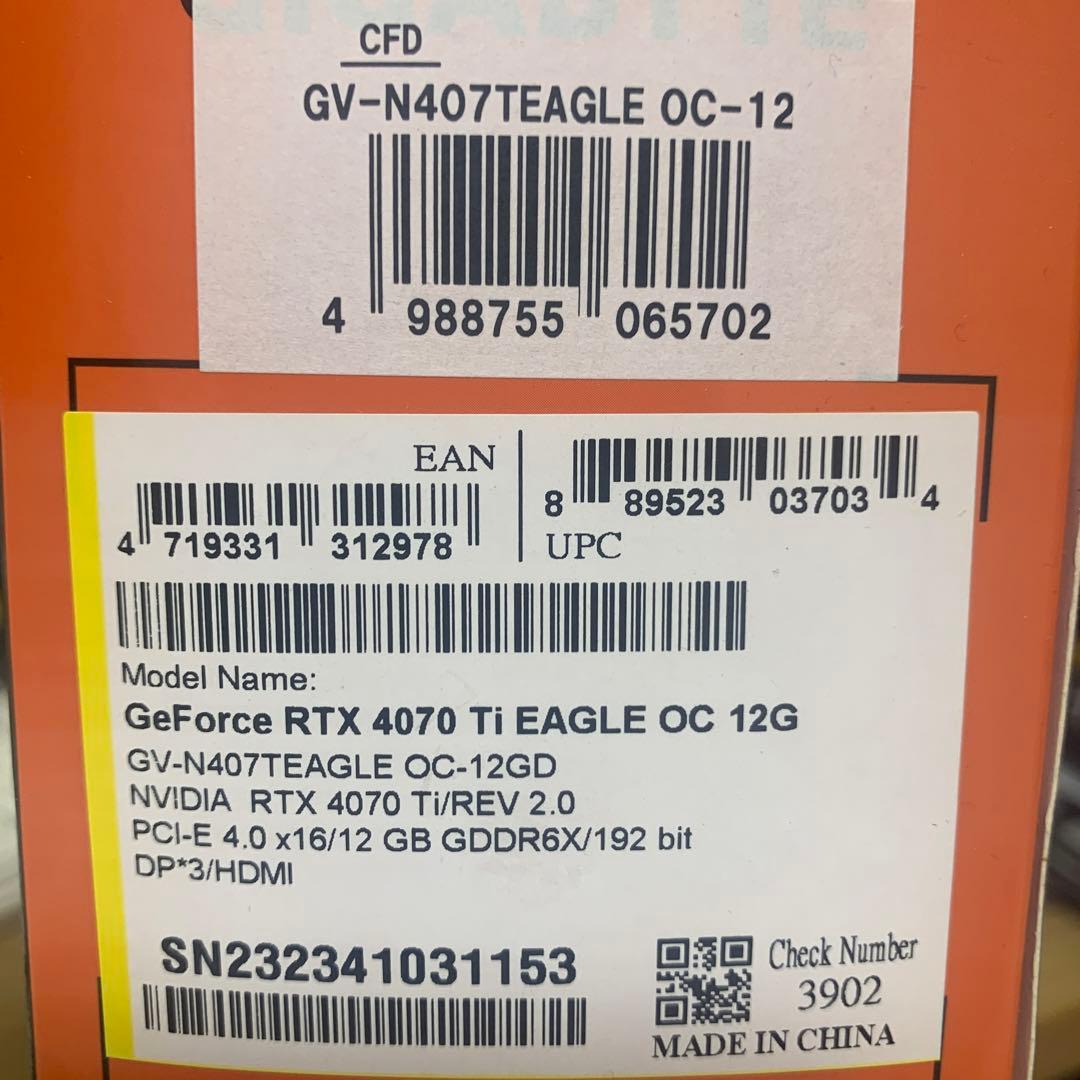 CFD
GV-N407TEAGLE OC-12
4 988755 065702
EAN
4 719331 312978
8 89523 03703 4
UPC
Model Name:
GeForce RTX 4070 Ti EAGLE OC 12G
GV-N407TEAGLE OC-12GD
NVIDIA RTX 4070 Ti/REV 2.0
PCI-E 4.0 x16/12 GB GDDR6X/192 bit
DP*3/HDMI
SN232341031153
Check Number
3902
MADE IN CHINA